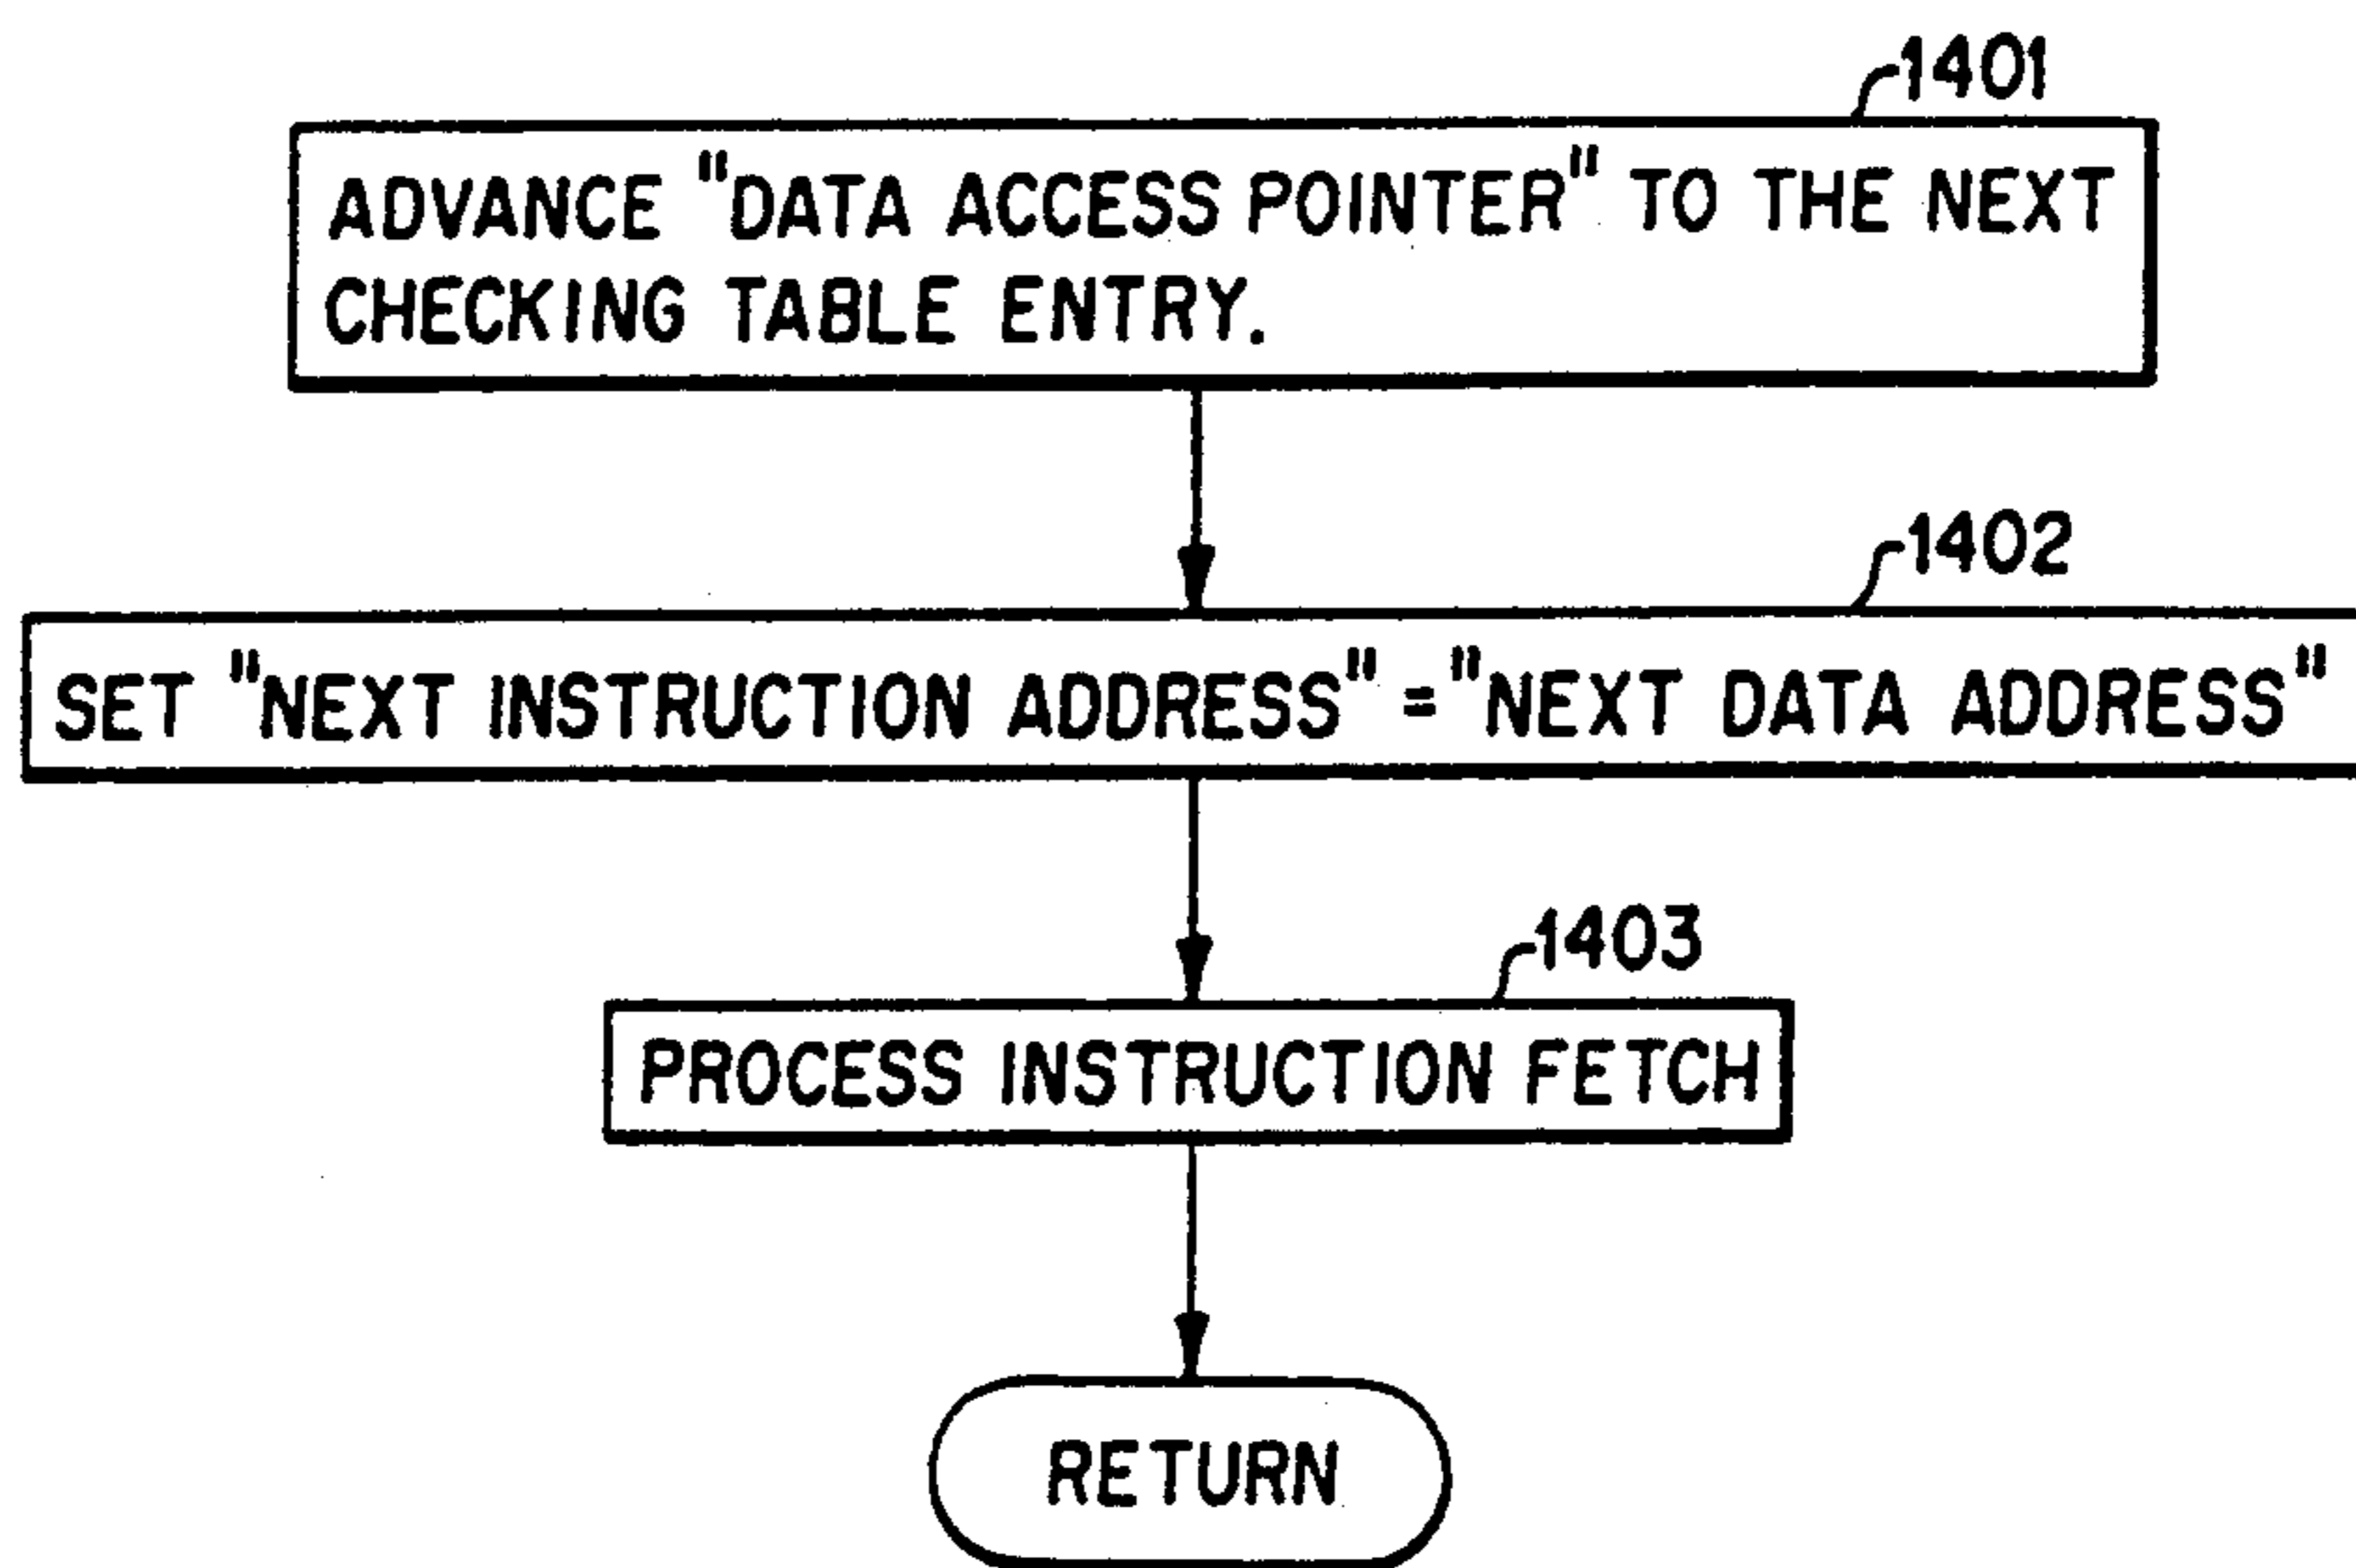 1401
ADVANCE "DATA ACCESS POINTER" TO THE NEXT
CHECKING TABLE ENTRY.
1402
SET "NEXT INSTRUCTION ADDRESS" = "NEXT DATA ADDRESS"
1403
PROCESS INSTRUCTION FETCH
RETURN